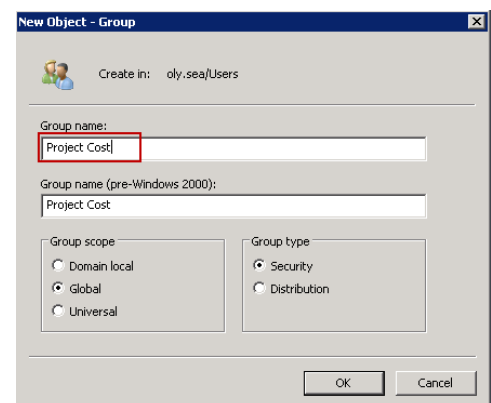 New Object - Group
Create in: oly.sea/Users
Group name:
Project Cost
Group name (pre-Windows 2000):
Project Cost
Group scope
Domain local
Global
Universal
Group type
Security
Distribution
OK Cancel